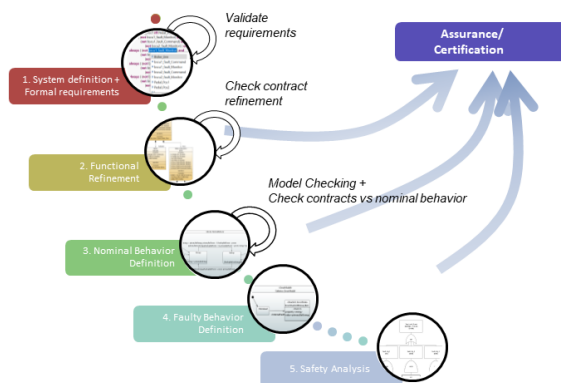 Validate
requirements
Assurance/
Certification
1. System definition +
Formal requirements
Check contract
refinement
2. Functional
Refinement
Model Checking +
Check contracts vs nominal behavior
3. Nominal Behavior
Definition
4. Faulty Behavior
Definition
5. Safety Analysis